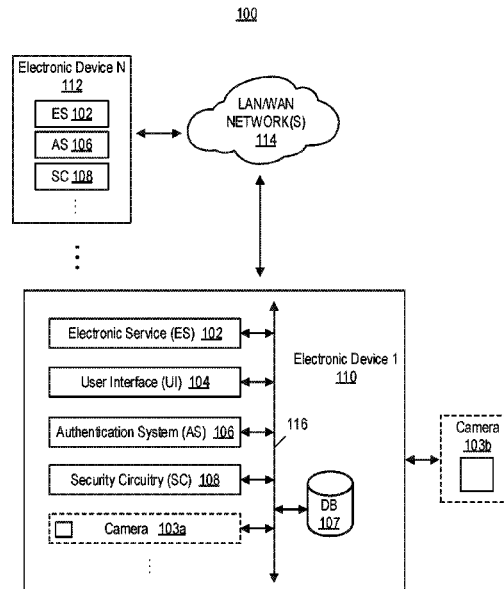 100
Electronic Device N
112
ES 102
AS 106
SC 108
LAN/WAN
NETWORK(S)
114
Electronic Service (ES) 102
User Interface (UI) 104
Authentication System (AS) 106
Security Circuitry (SC) 108
Camera 103a
116
Electronic Device 1
110
DB
107
Camera
103b